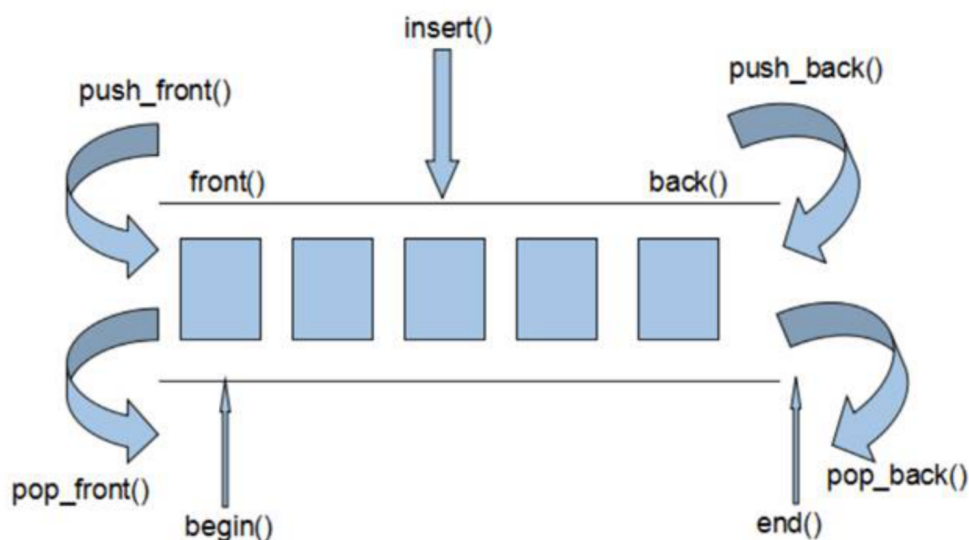 insert()
push_front()
push_back()
front()
back()
pop_front()
pop_back()
begin()
end()